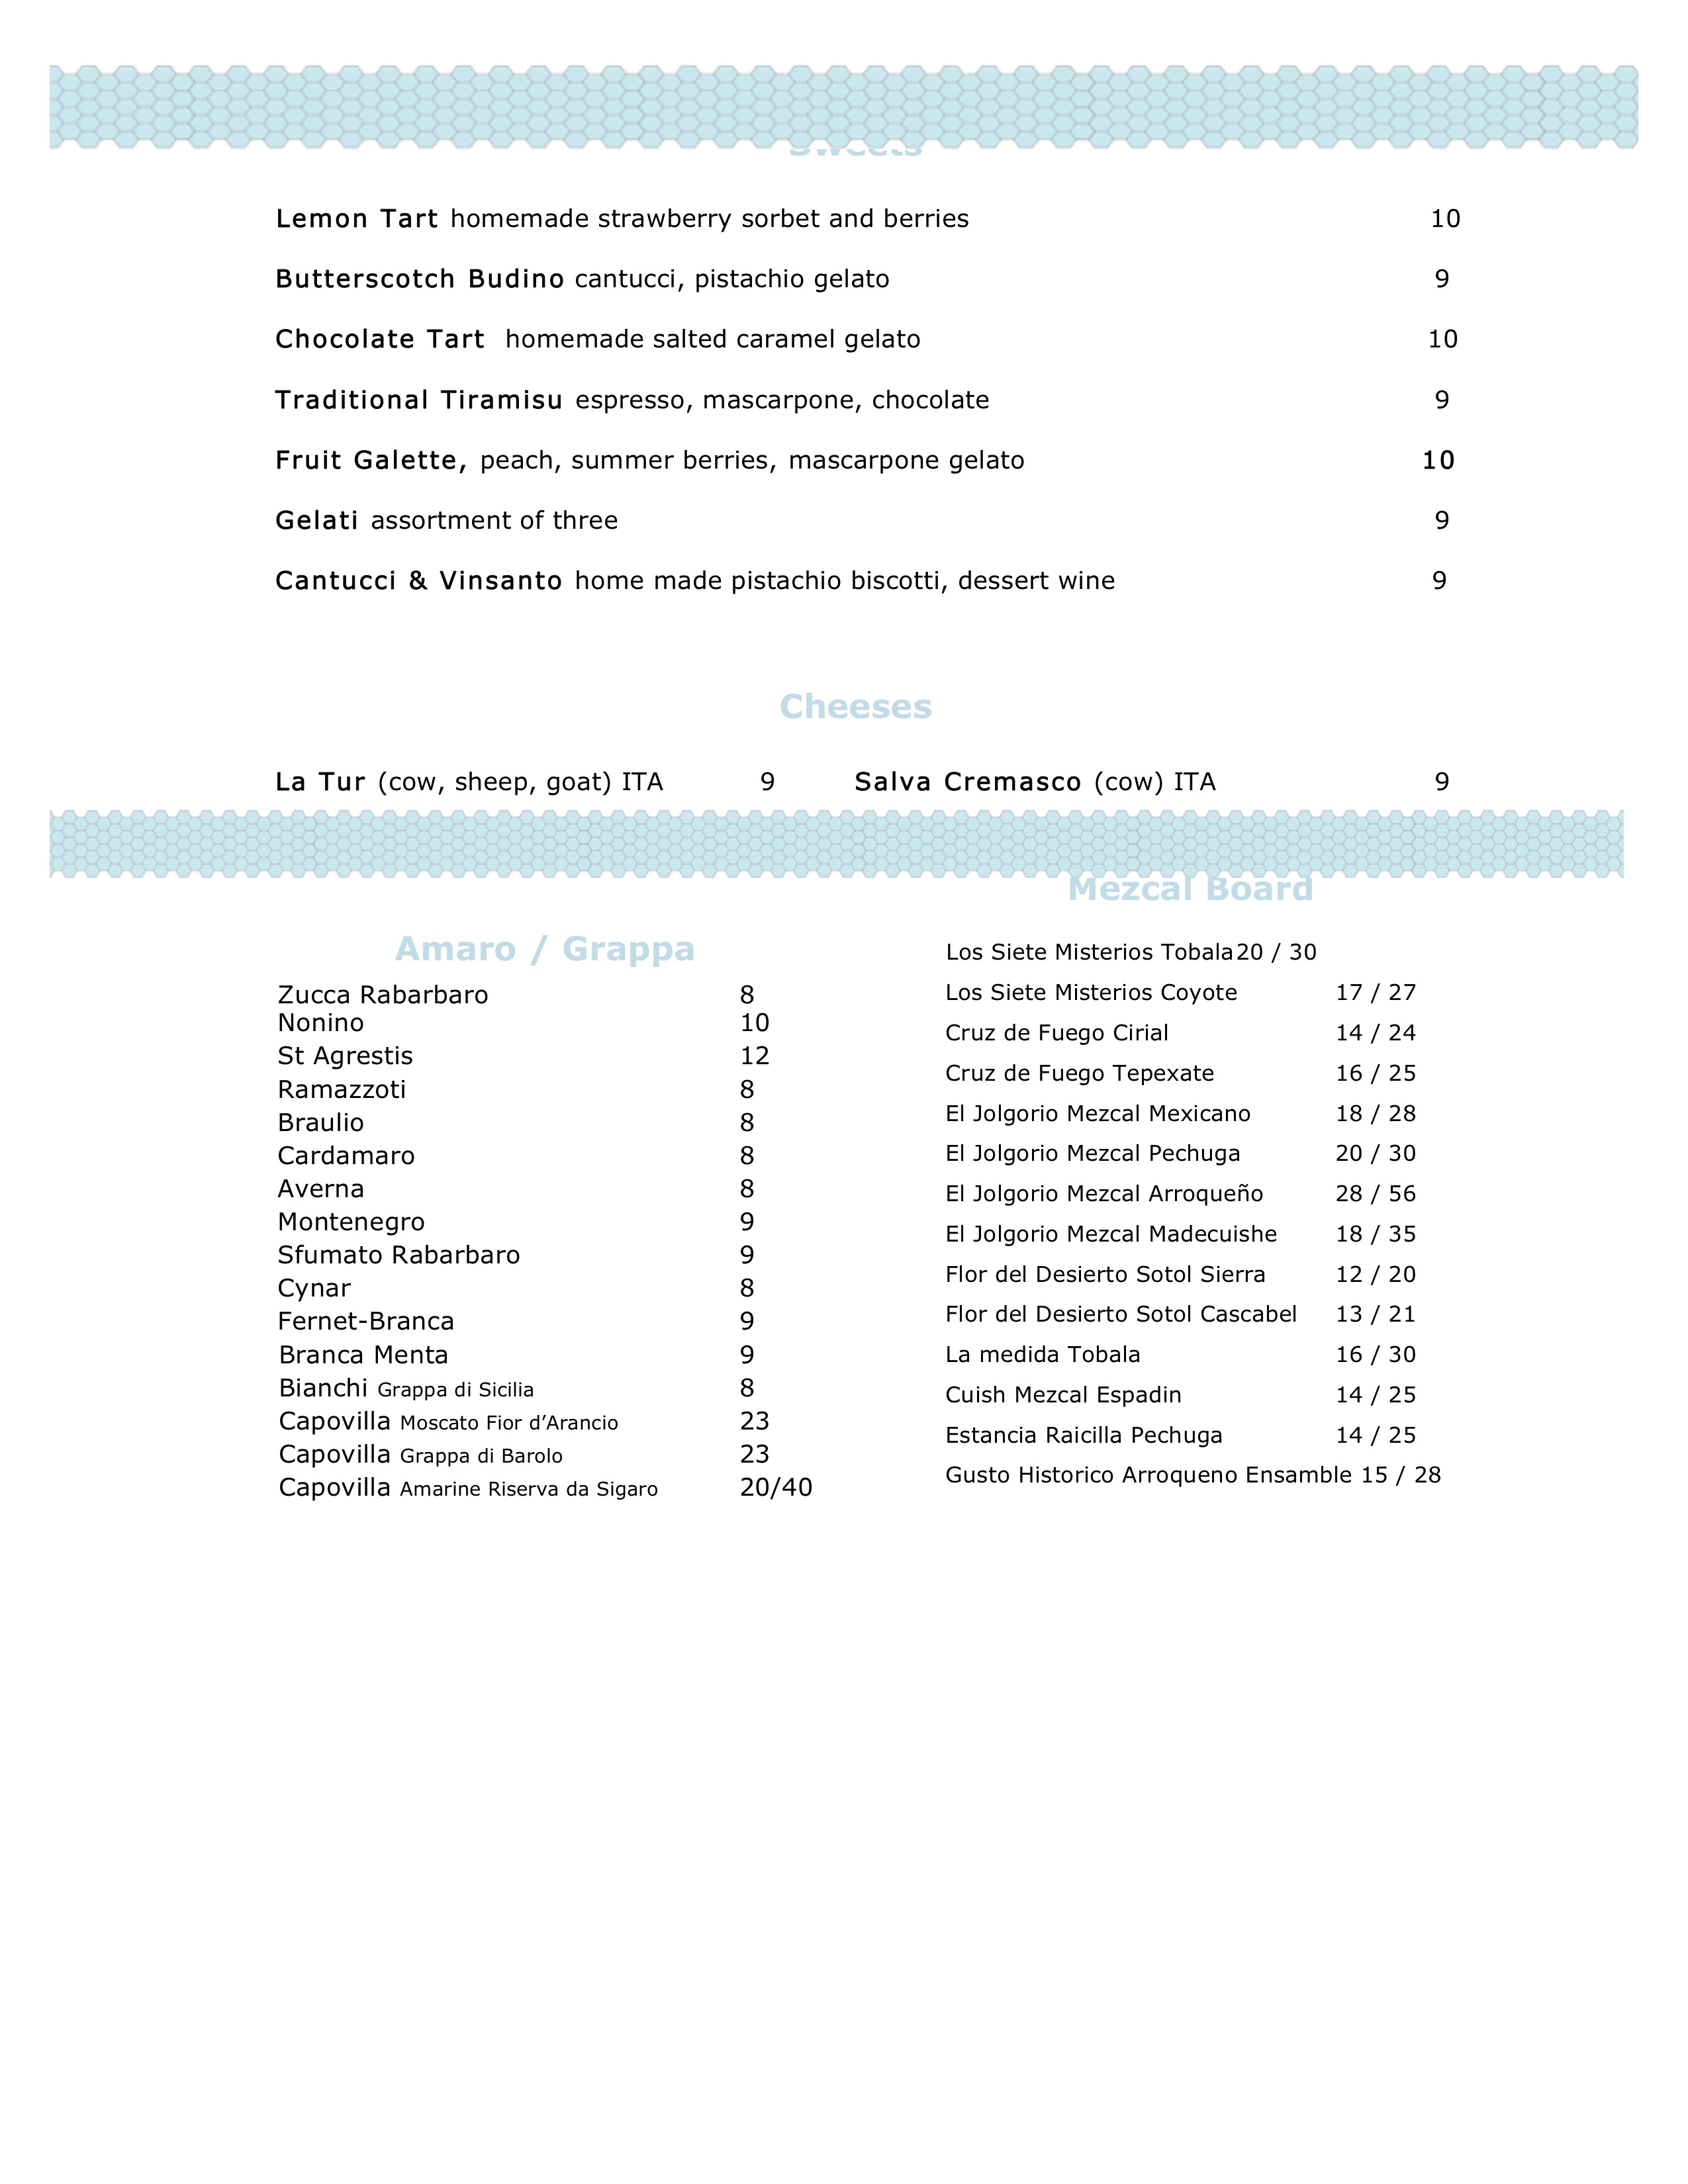 Sweets
Lemon Tart homemade strawberry sorbet and berries 10
Butterscotch Budino cantucci, pistachio gelato 9
Chocolate Tart homemade salted caramel gelato 10
Traditional Tiramisu espresso, mascarpone, chocolate 9
Fruit Galette, peach, summer berries, mascarpone gelato 10
Gelati assortment of three 9
Cantucci & Vinsanto home made pistachio biscotti, dessert wine 9
Cheeses
La Tur (cow, sheep, goat) ITA 9 Salva Cremasco (cow) ITA 9
Amaro / Grappa
Zucca Rabarbaro 8
Nonino 10
St Agrestis 12
Ramazzoti 8
Braulio 8
Cardamaro 8
Averna 8
Montenegro 9
Sfumato Rabarbaro 9
Cynar 8
Fernet-Branca 9
Branca Menta 9
Bianchi Grappa di Sicilia 8
Capovilla Moscato Fior d’Arancio 23
Capovilla Grappa di Barolo 23
Capovilla Amarine Riserva da Sigaro 20/40
Mezcal Board
Los Siete Misterios Tobala 20 / 30
Los Siete Misterios Coyote 17 / 27
Cruz de Fuego Cirial 14 / 24
Cruz de Fuego Tepexate 16 / 25
El Jolgorio Mezcal Mexicano 18 / 28
El Jolgorio Mezcal Pechuga 20 / 30
El Jolgorio Mezcal Arroqueño 28 / 56
El Jolgorio Mezcal Madecuishe 18 / 35
Flor del Desierto Sotol Sierra 12 / 20
Flor del Desierto Sotol Cascabel 13 / 21
La medida Tobala 16 / 30
Cuish Mezcal Espadin 14 / 25
Estancia Raicilla Pechuga 14 / 25
Gusto Historico Arroqueno Ensamble 15 / 28